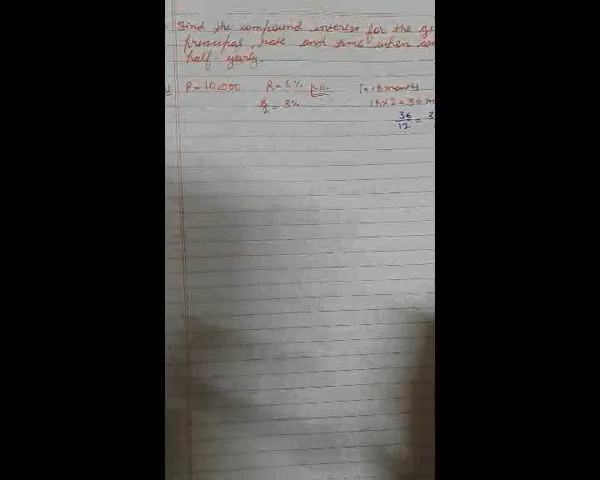 Find the compound interest for the
principal, rate and time when
half-yearly.
P = 10,000 R = 6% p.a. T = 18 months
R/2 = 3% 18 x 2 = 36
36/12 = 3